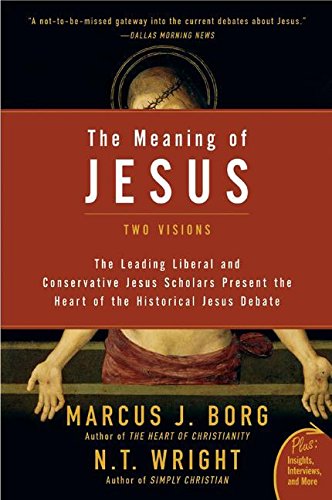 "A not-to-be-missed gateway into the current debates about Jesus."
—DALLAS MORNING NEWS
The Meaning of
JESUS
TWO VISIONS
The Leading Liberal and
Conservative Jesus Scholars Present the
Heart of the Historical Jesus Debate
MARCUS J. BORG
Author of THE HEART OF CHRISTIANITY
N.T. WRIGHT
Author of SIMPLY CHRISTIAN
Plus:
Insights,
Interviews,
and More